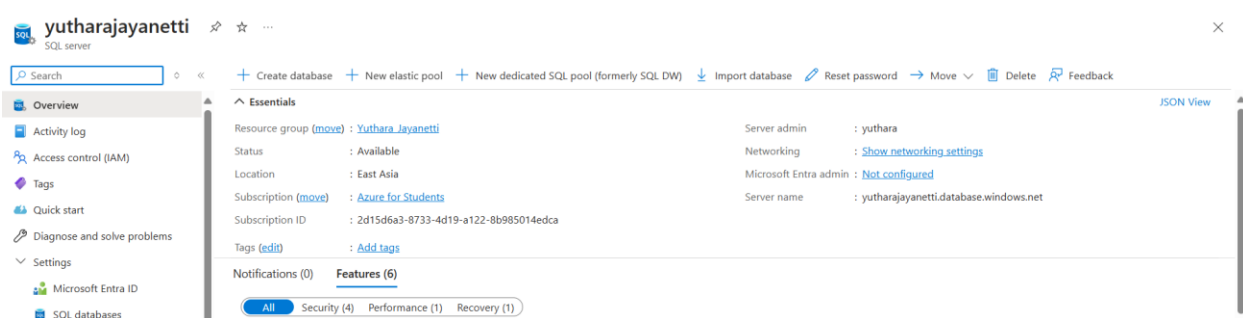 yutharajayanetti
SQL server
Search
Create database New elastic pool New dedicated SQL pool (formerly SQL DW) Import database Reset password Move Delete Feedback
Overview
Activity log
Access control (IAM)
Tags
Quick start
Diagnose and solve problems
Settings
Microsoft Entra ID
SQL databases
Essentials
JSON View
Resource group (move) : Yuthara_Jayanetti
Status : Available
Location : East Asia
Subscription (move) : Azure for Students
Subscription ID : 2d15d6a3-8733-4d19-a122-8b985014edca
Tags (edit) : Add tags
Server admin : yuthara
Networking : Show networking settings
Microsoft Entra admin : Not configured
Server name : yutharajayanetti.database.windows.net
Notifications (0) Features (6)
All Security (4) Performance (1) Recovery (1)